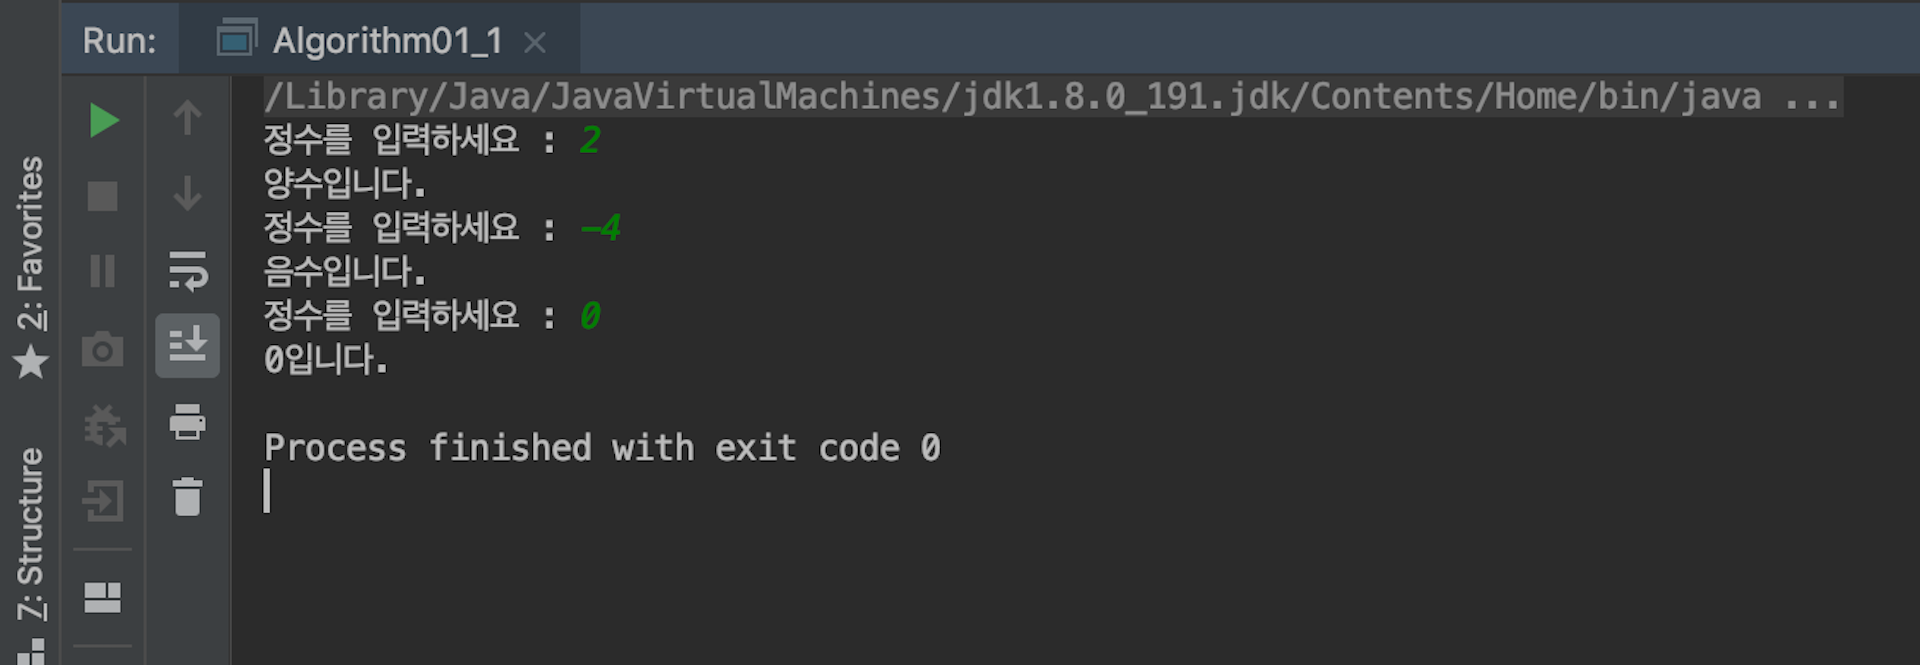 Run: Algorithm01_1
/Library/Java/JavaVirtualMachines/jdk1.8.0_191.jdk/Contents/Home/bin/java ...
정수를 입력하세요 : 2
양수입니다.
정수를 입력하세요 : -4
음수입니다.
정수를 입력하세요 : 0
0입니다.
Process finished with exit code 0
2: Favorites
7: Structure